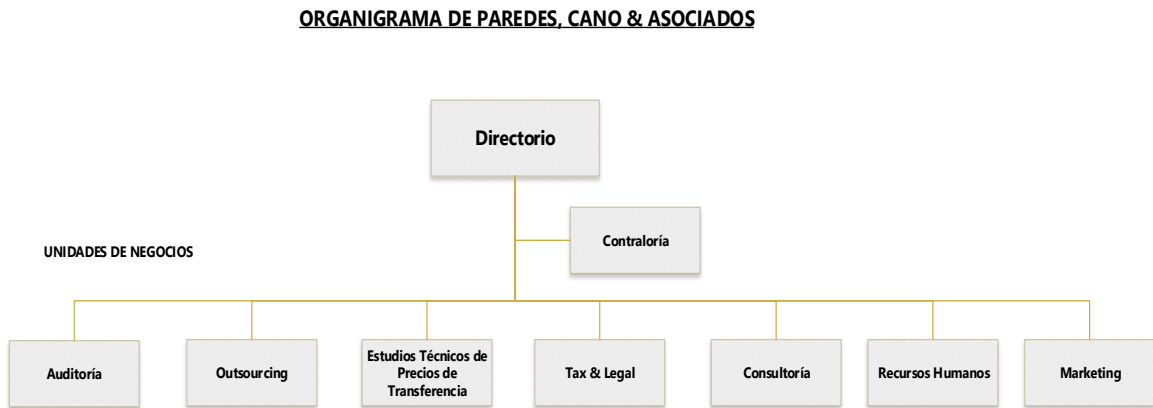 ORGANIGRAMA DE PAREDES, CANO & ASOCIADOS
Directorio
Contraloría
UNIDADES DE NEGOCIOS
Auditoría
Outsourcing
Estudios Técnicos de
Precios de
Transferencia
Tax & Legal
Consultoría
Recursos Humanos
Marketing